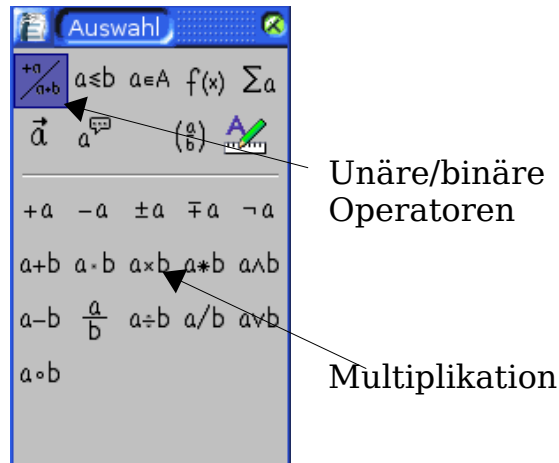 Auswahl
+a/a+b a≤b a∈A f(x) Σa
a⃗ a (a/b) A
Unäre/binäre
Operatoren
+a −a ±a ∓a ¬a
a+b a·b a×b a∗b a∧b
a−b a/b a÷b a/b a∨b
Multiplikation
a∘b